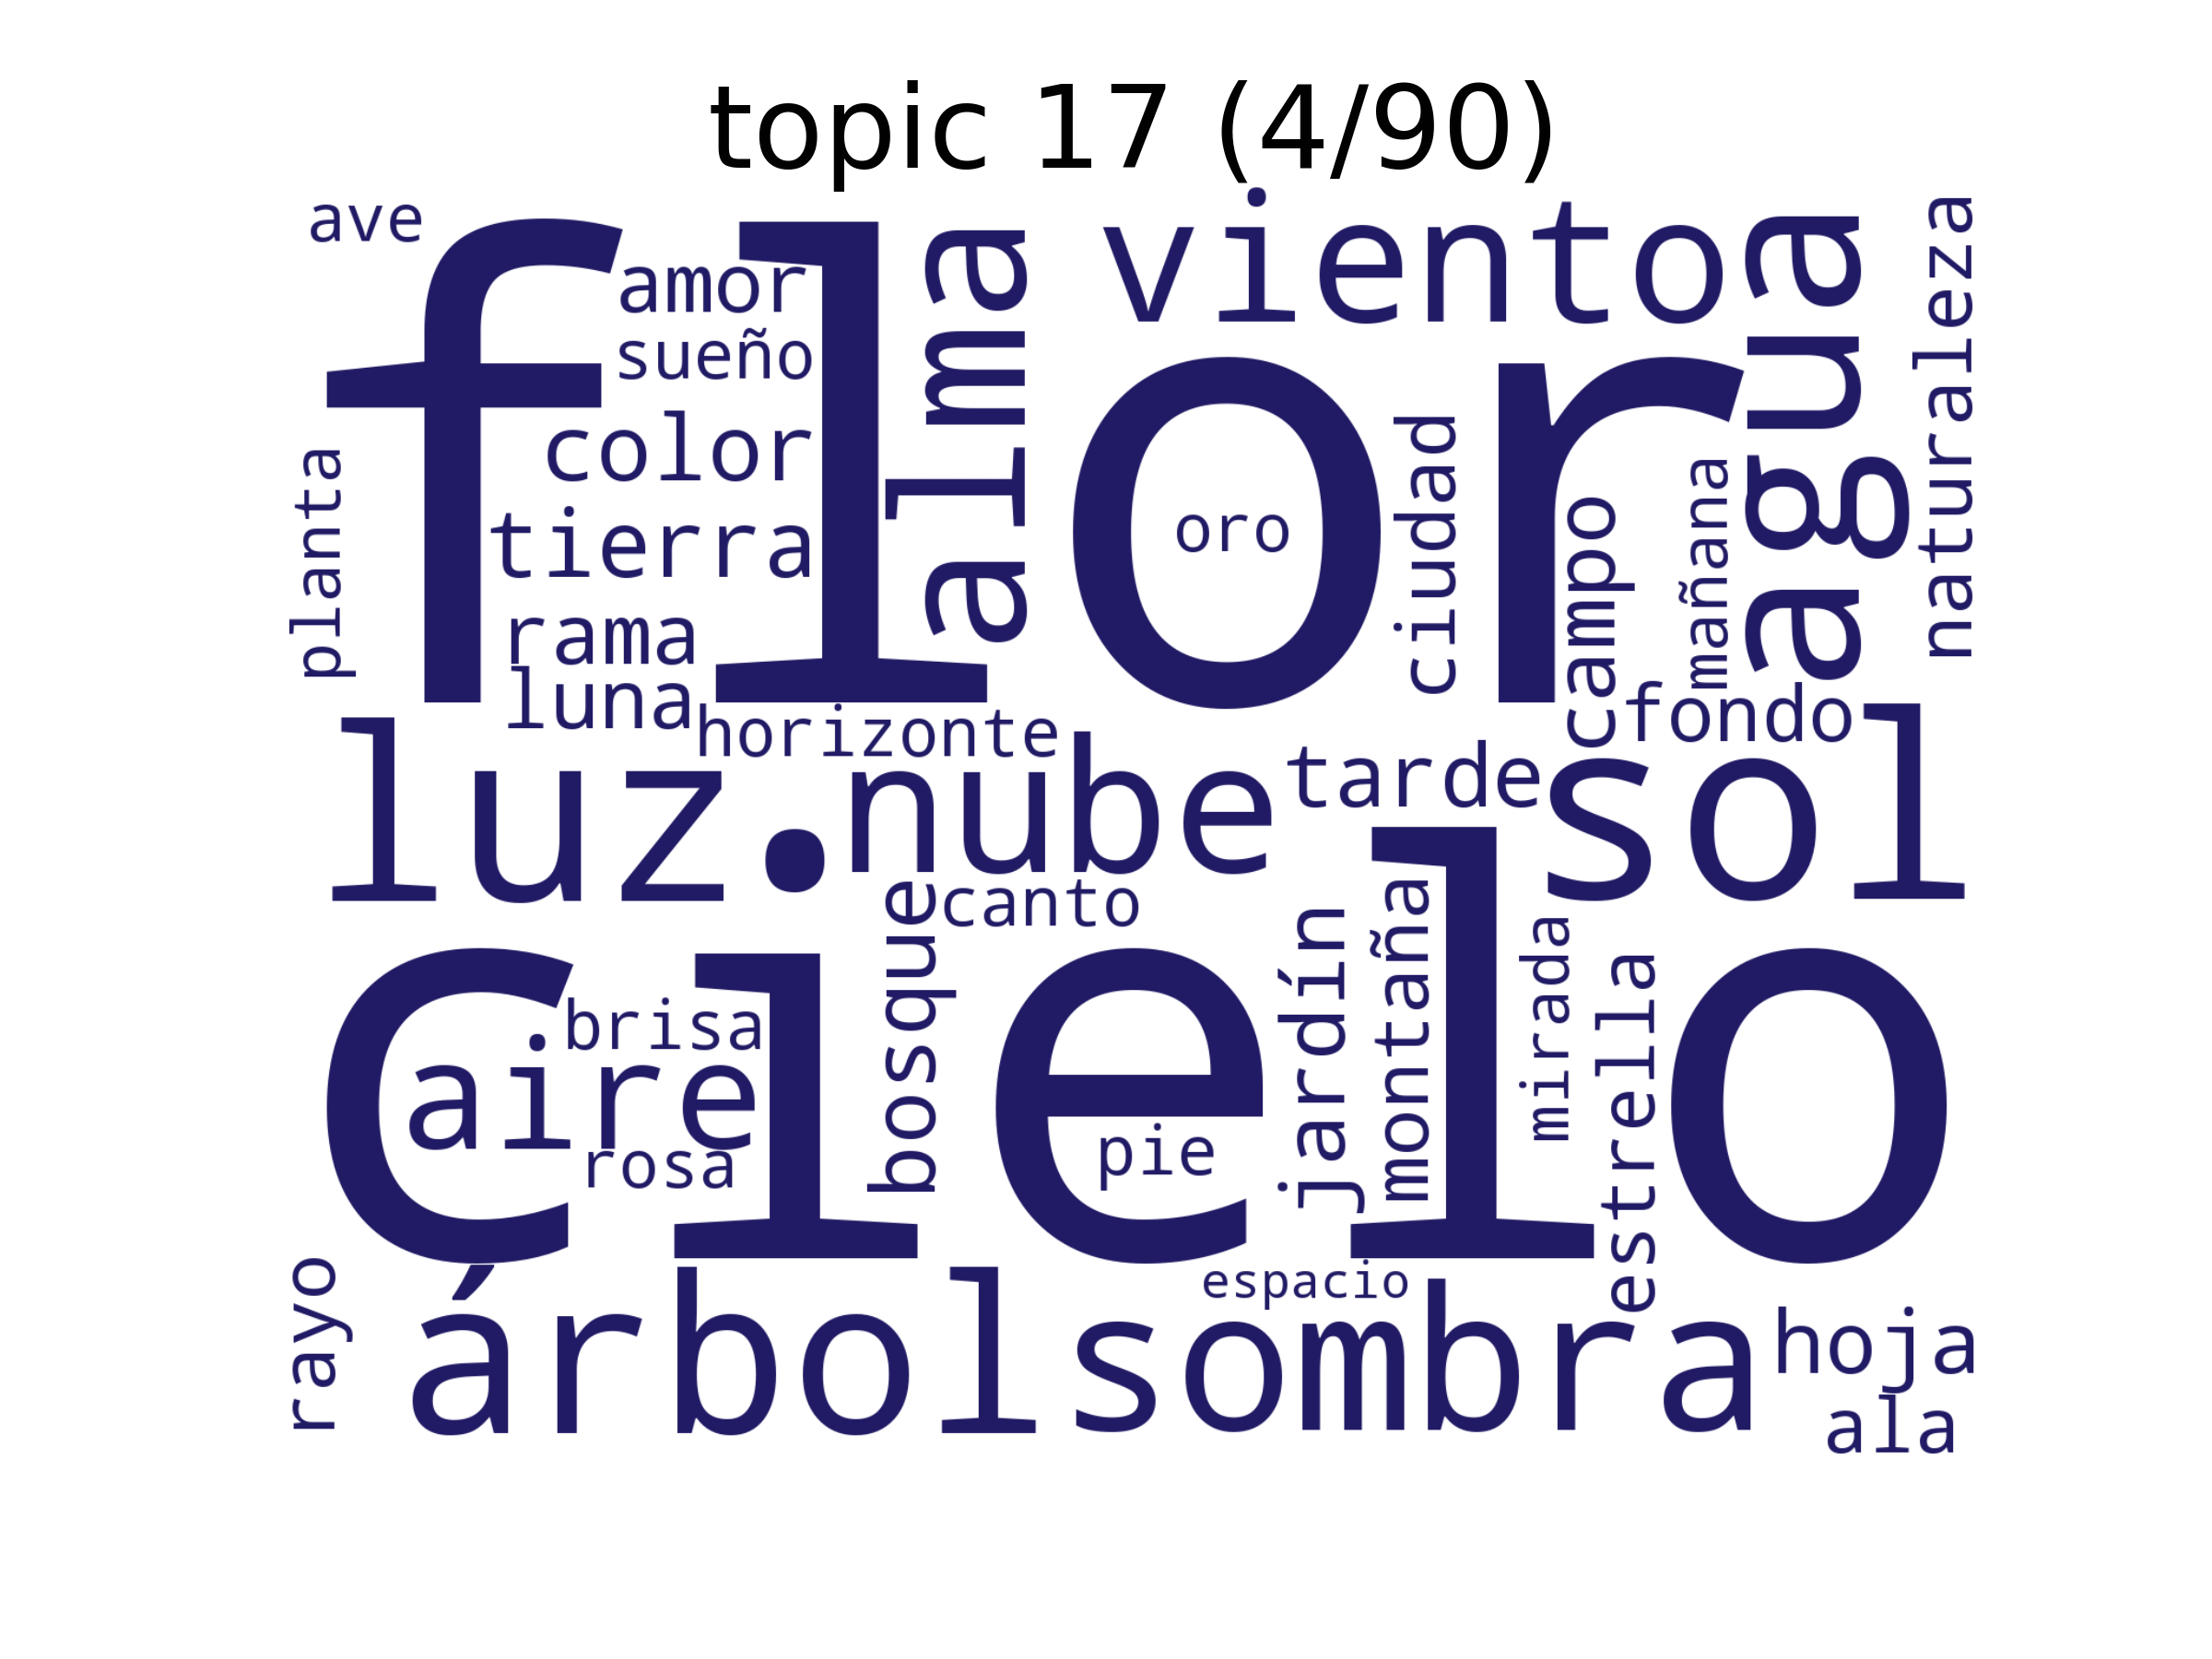 topic 17 (4/90)
ave
viento
flor
amor
sueño
alma
agua
naturaleza
color
planta
tierra
oro
ciudad
campo
mañana
rama
luna
horizonte
fondo
luz
nube
tarde
sol
bosque
canto
cielo
jardín
montaña
mirada
estrella
brisa
aire
rosa
pie
rayo
árbol
sombra
espacio
hoja
ala